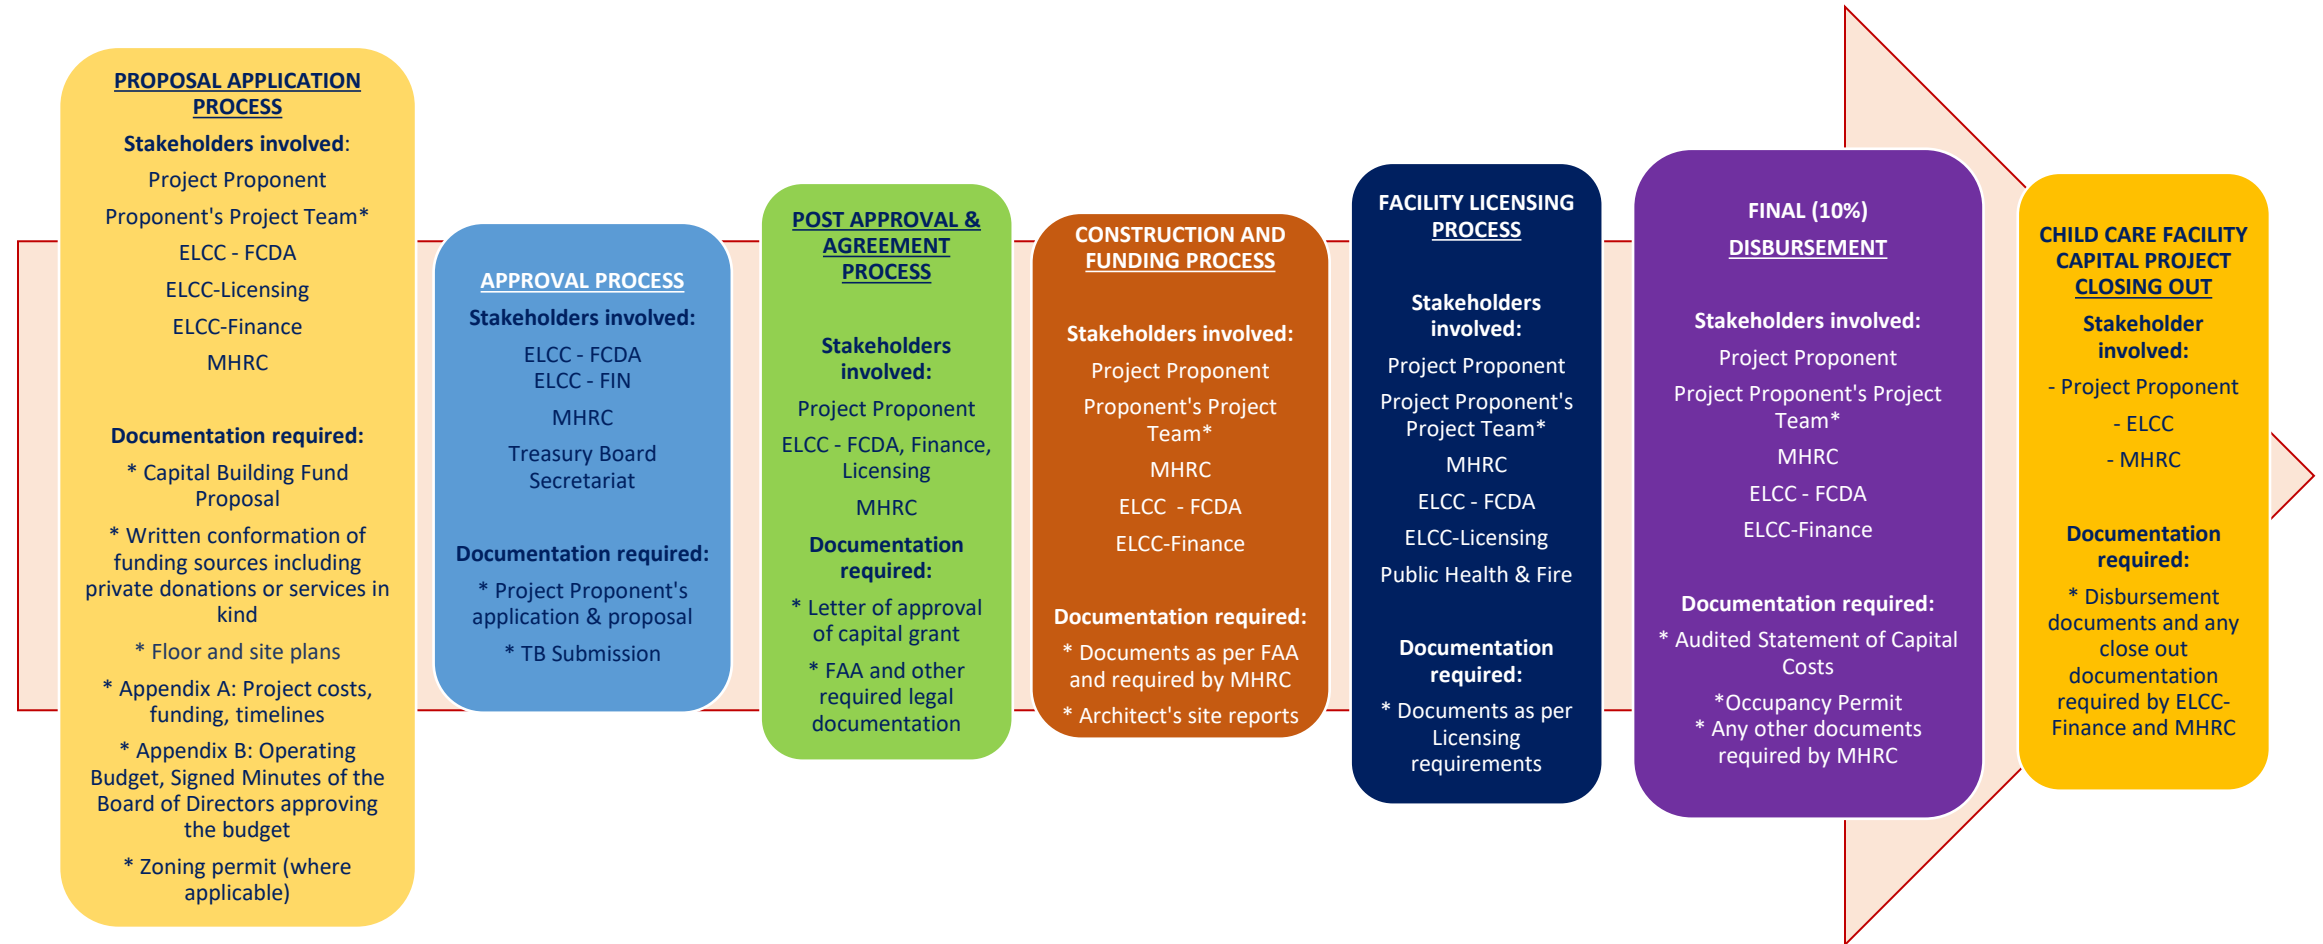 PROPOSAL APPLICATION
PROCESS
Stakeholders involved:
Project Proponent
Proponent's Project Team*
ELCC - FCDA
ELCC-Licensing
ELCC-Finance
MHRC
Documentation required:
* Capital Building Fund
Proposal
* Written conformation of
funding sources including
private donations or services in
kind
* Floor and site plans
* Appendix A: Project costs,
funding, timelines
* Appendix B: Operating
Budget, Signed Minutes of the
Board of Directors approving
the budget
* Zoning permit (where
applicable)
APPROVAL PROCESS
Stakeholders involved:
ELCC - FCDA
ELCC - FIN
MHRC
Treasury Board
Secretariat
Documentation required:
* Project Proponent's
application & proposal
* TB Submission
POST APPROVAL &
AGREEMENT
PROCESS
Stakeholders
involved:
Project Proponent
ELCC - FCDA, Finance,
Licensing
MHRC
Documentation
required:
* Letter of approval
of capital grant
* FAA and other
required legal
documentation
CONSTRUCTION AND
FUNDING PROCESS
Stakeholders involved:
Project Proponent
Proponent's Project
Team*
MHRC
ELCC - FCDA
ELCC-Finance
Documentation required:
* Documents as per FAA
and required by MHRC
* Architect's site reports
FACILITY LICENSING
PROCESS
Stakeholders
involved:
Project Proponent
Project Proponent's
Project Team*
MHRC
ELCC - FCDA
ELCC-Licensing
Public Health & Fire
Documentation
required:
* Documents as per
Licensing
requirements
FINAL (10%)
DISBURSEMENT
Stakeholders involved:
Project Proponent
Project Proponent's Project
Team*
MHRC
ELCC - FCDA
ELCC-Finance
Documentation required:
* Audited Statement of Capital
Costs
*Occupancy Permit
* Any other documents
required by MHRC
CHILD CARE FACILITY
CAPITAL PROJECT
CLOSING OUT
Stakeholder
involved:
- Project Proponent
- ELCC
- MHRC
Documentation
required:
* Disbursement
documents and any
close out
documentation
required by ELCC-
Finance and MHRC